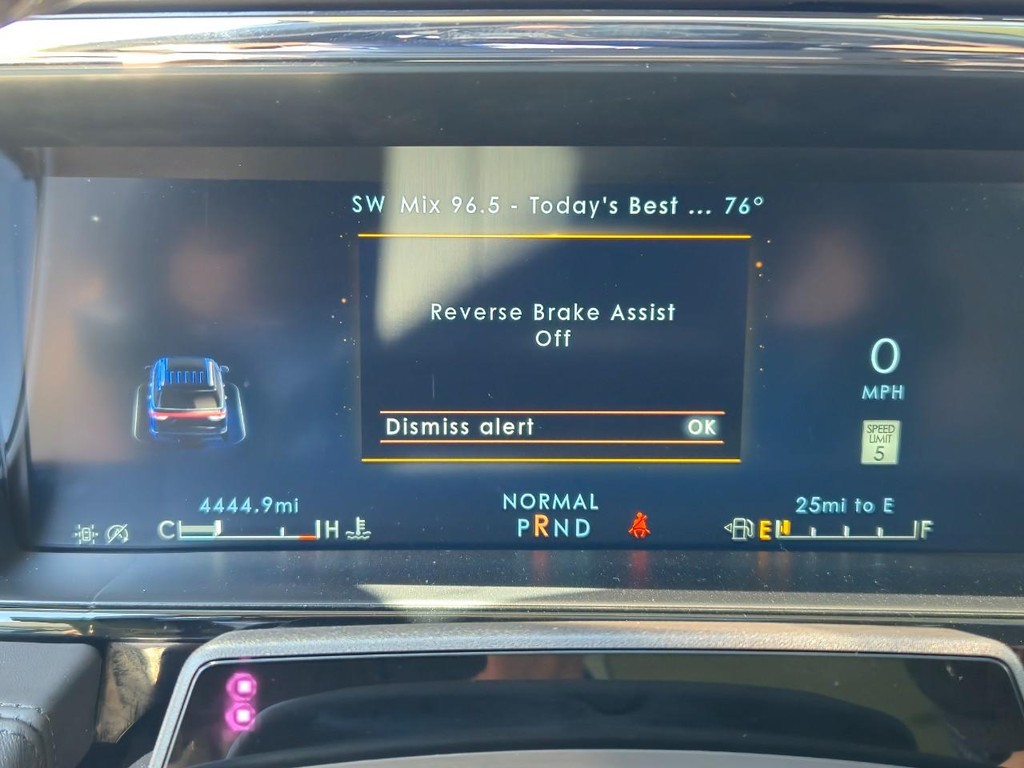 SW Mix 96.5 - Today's Best ... 76°
Reverse Brake Assist
Off
Dismiss alert OK
0
MPH
SPEED
LIMIT
5
4444.9mi
NORMAL
25mi to E
C H
PRND
E F